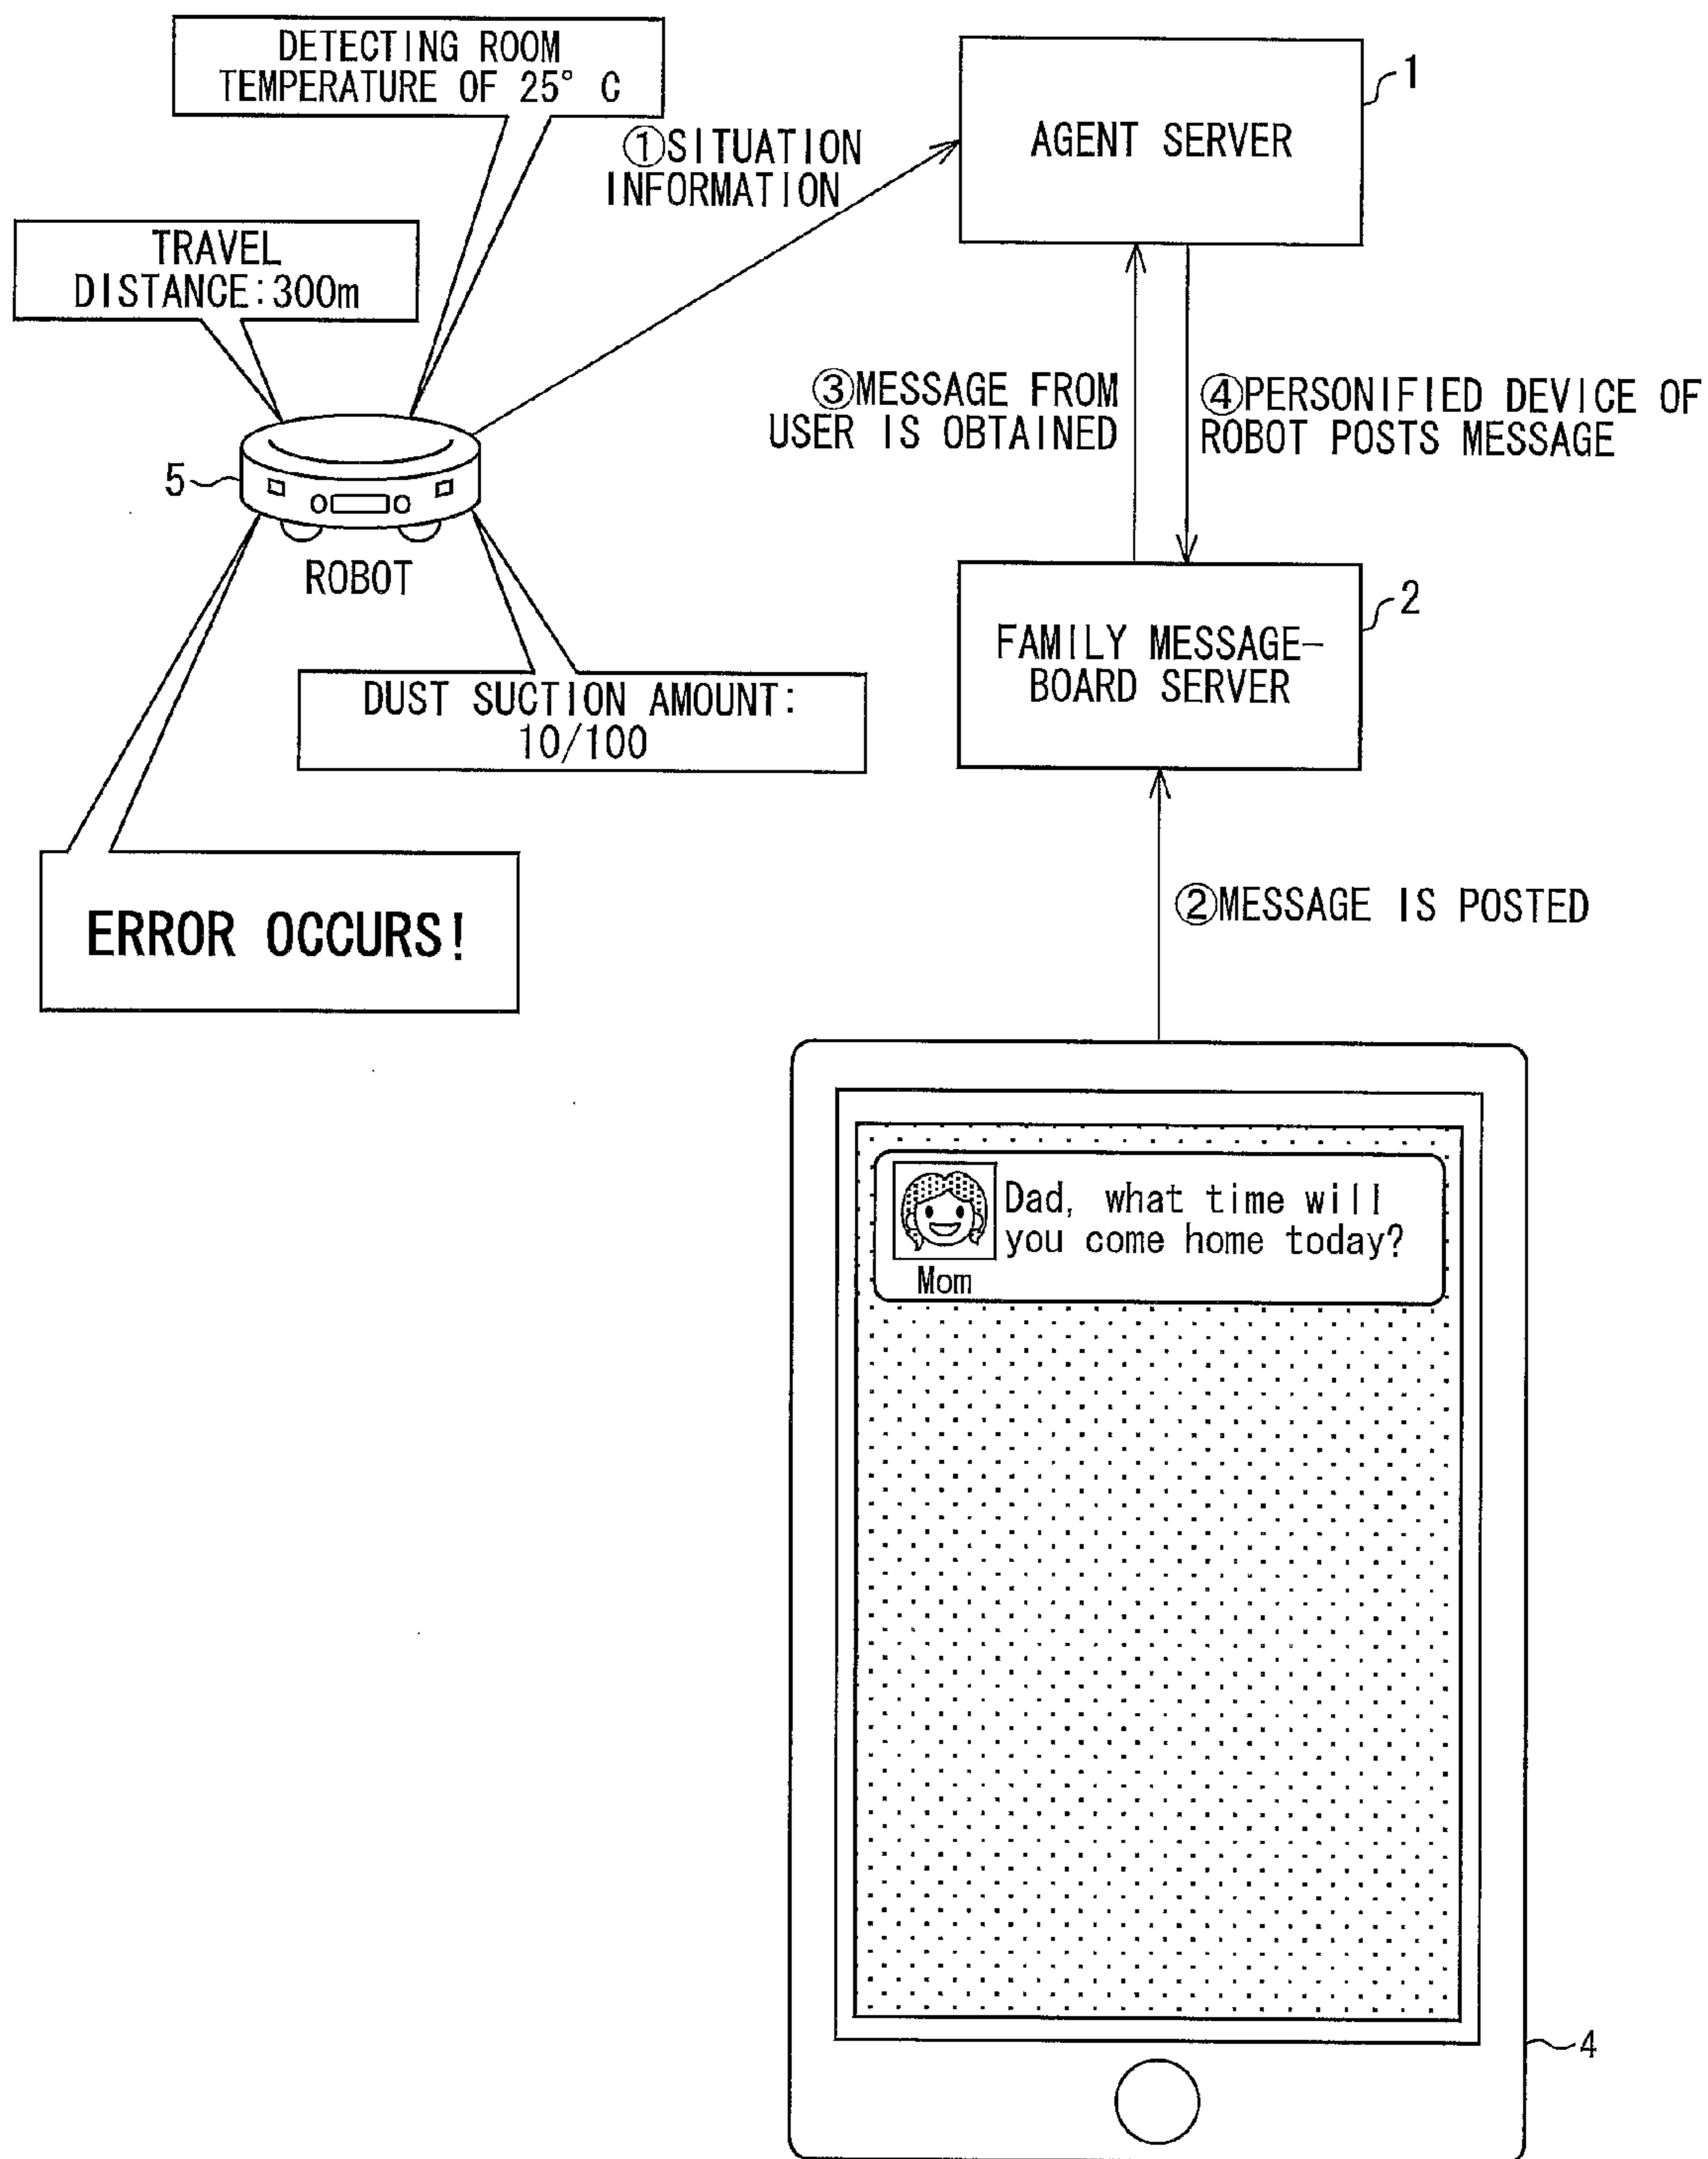 DETECTING ROOM
TEMPERATURE OF 25° C
1
①SITUATION
INFORMATION
AGENT SERVER
TRAVEL
DISTANCE:300m
③MESSAGE FROM
USER IS OBTAINED
④PERSONIFIED DEVICE OF
ROBOT POSTS MESSAGE
5
ROBOT
2
FAMILY MESSAGE-
BOARD SERVER
DUST SUCTION AMOUNT:
10/100
②MESSAGE IS POSTED
ERROR OCCURS!
Dad, what time will
you come home today?
Mom
4